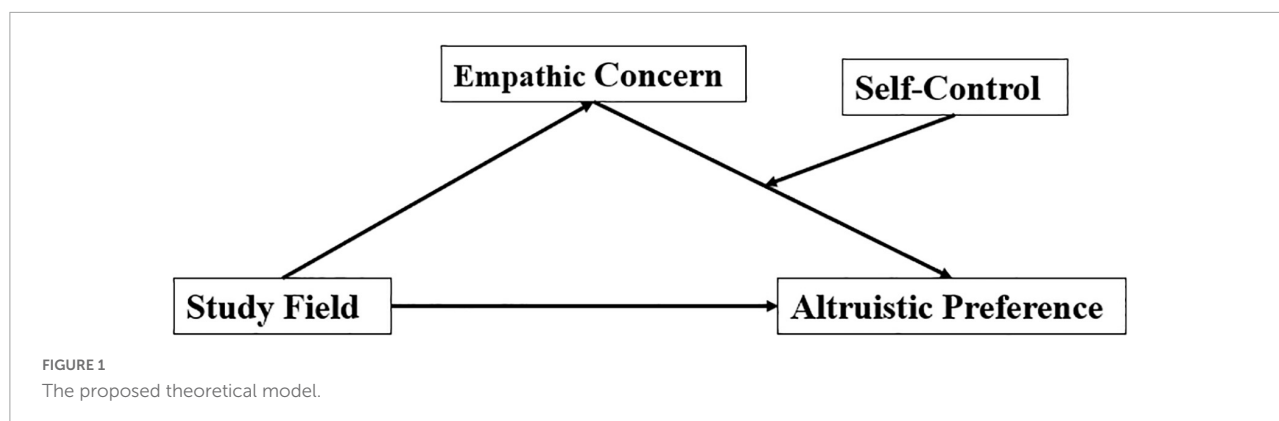 Empathic Concern
Self-Control
Study Field
Altruistic Preference
FIGURE 1
The proposed theoretical model.